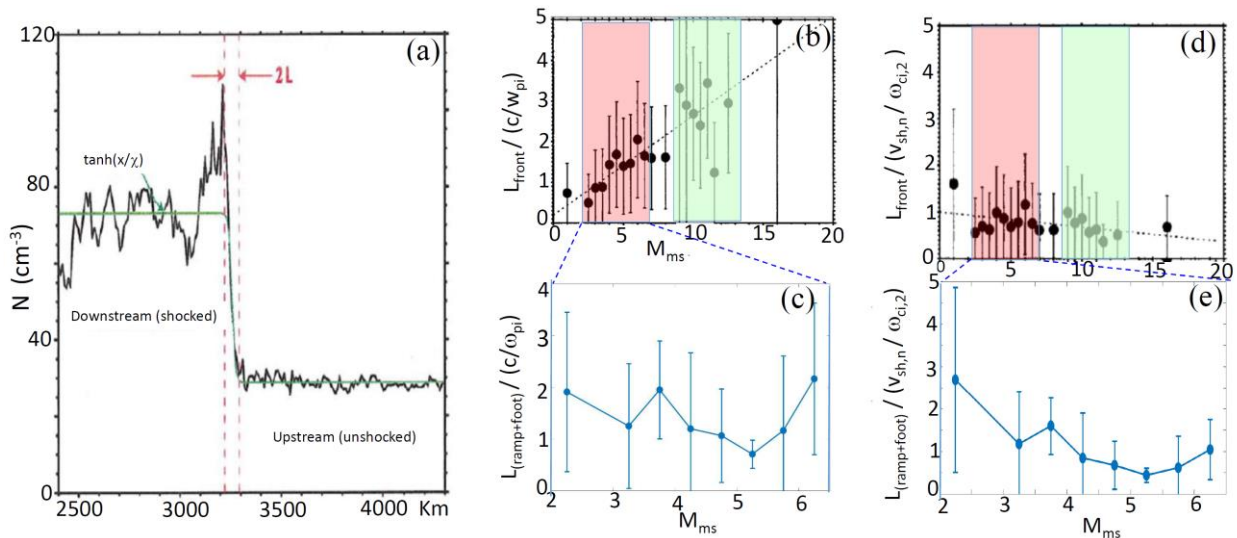 (a)
120
80
40
0
N (cm⁻³)
2L
tanh(x/χ)
Downstream (shocked)
Upstream (unshocked)
2500 3000 3500 4000 Km
(b)
5
4
3
2
1
0
L_front / (c/w_pi)
0 5 10 15 20
M_ms
(c)
4
3
2
1
0
L_(ramp+foot) / (c/ω_pi)
2 3 4 5 6
M_ms
(d)
5
4
3
2
1
0
L_front / (v_sh,n / ω_ci,2)
0 5 10 15 20
M_ms
(e)
5
4
3
2
1
0
L_(ramp+foot) / (v_sh,n / ω_ci,2)
2 3 4 5 6
M_ms